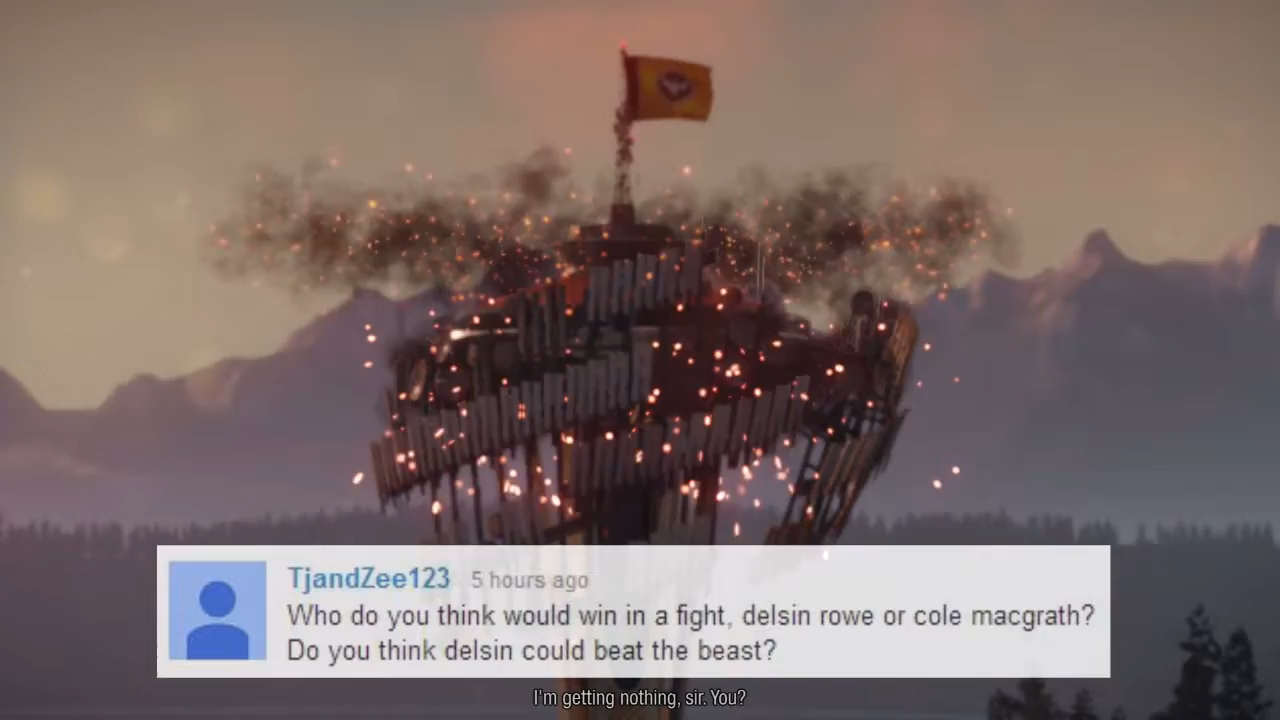 TjandZee123 5 hours ago
Who do you think would win in a fight, delsin rowe or cole macgrath?
Do you think delsin could beat the beast?
I'm getting nothing, sir. You?